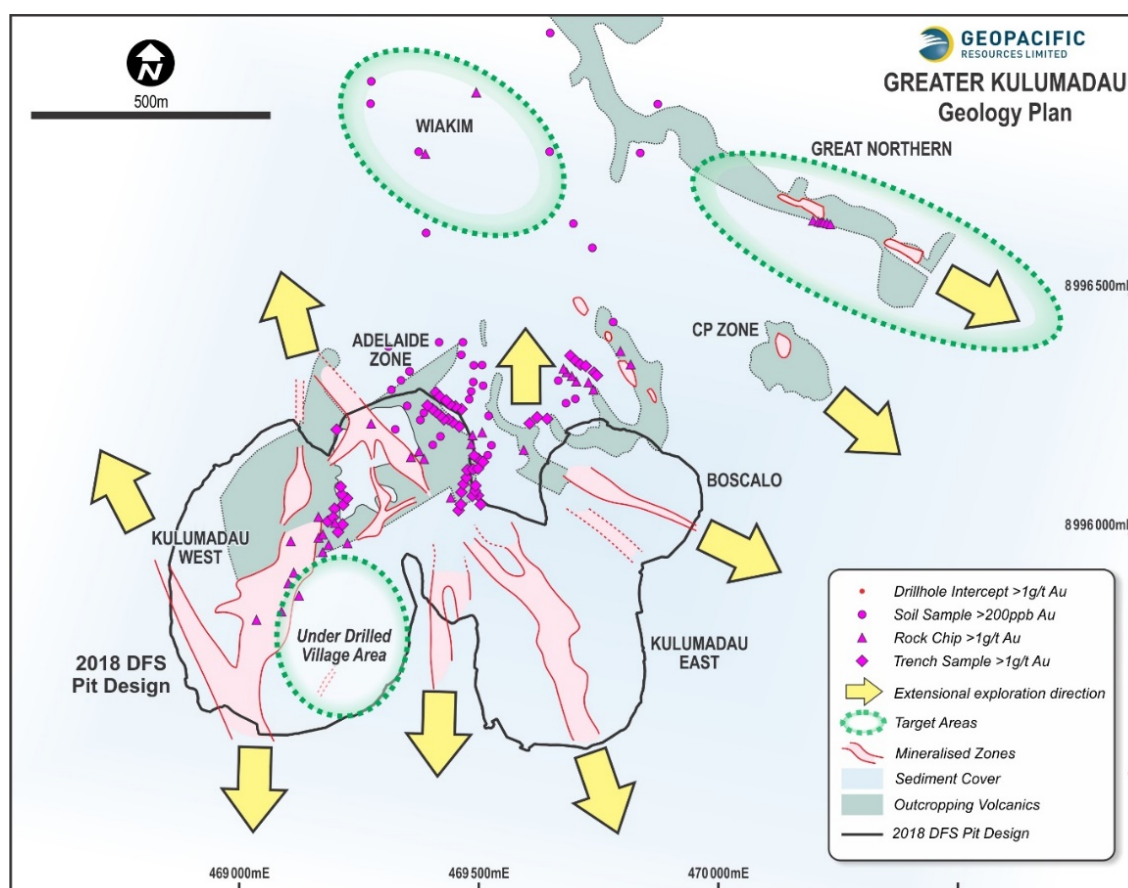 GEOPACIFIC
RESOURCES LIMITED
GREATER KULUMADAU
Geology Plan
N
500m
WIAKIM
GREAT NORTHERN
8 996 500ml
CP ZONE
ADELAIDE
ZONE
BOSCALO
8 996 000ml
KULUMADAU
WEST
Under Drilled
Village Area
KULUMADAU
EAST
2018 DFS
Pit Design
Drillhole Intercept >1g/t Au
Soil Sample >200ppb Au
Rock Chip >1g/t Au
Trench Sample >1g/t Au
Extensional exploration direction
Target Areas
Mineralised Zones
Sediment Cover
Outcropping Volcanics
2018 DFS Pit Design
469 000mE
469 500mE
470 000mE